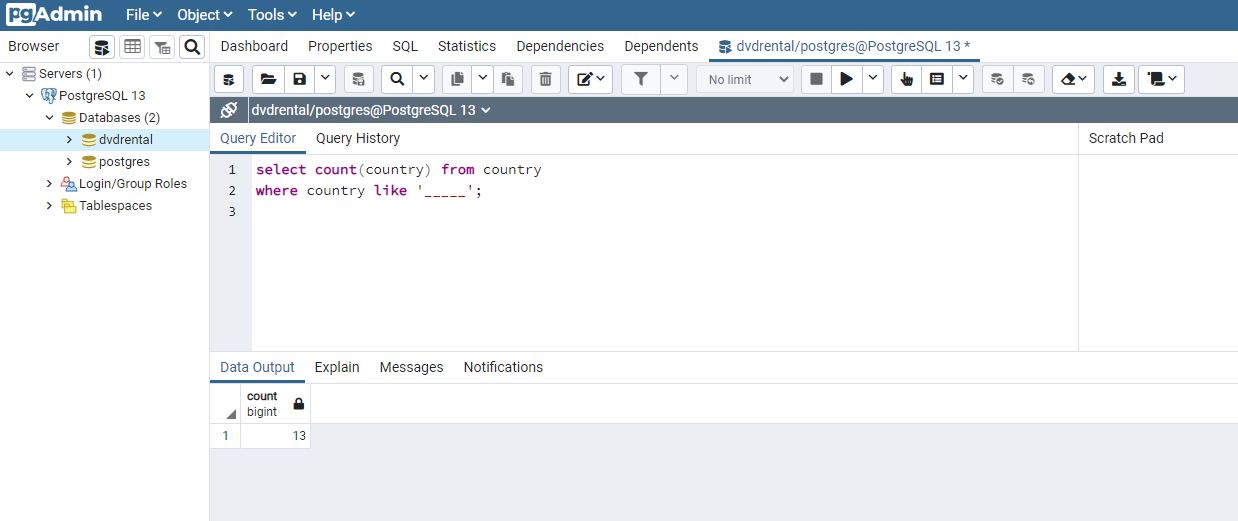 pgAdmin File Object Tools Help
Browser
Dashboard Properties SQL Statistics Dependencies Dependents dvdrental/postgres@PostgreSQL 13 *
Servers (1)
PostgreSQL 13
Databases (2)
dvdrental
postgres
Login/Group Roles
Tablespaces
No limit
dvdrental/postgres@PostgreSQL 13
Query Editor Query History
Scratch Pad
1 select count(country) from country
2 where country like '_____';
3
Data Output Explain Messages Notifications
count
bigint
1 13